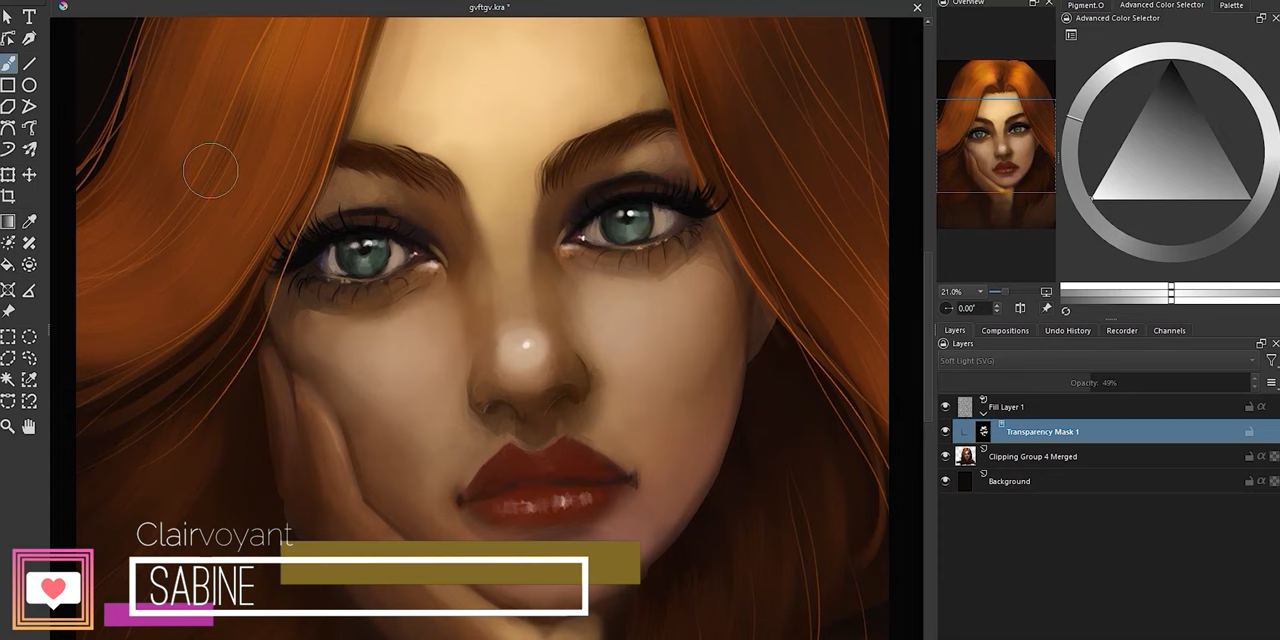 gvftgv.kra *
Overview
Pigment.O Advanced Color Selector Palette
Advanced Color Selector
21.0%
0.00°
Layers Compositions Undo History Recorder Channels
Layers
Soft Light (SVG)
Opacity: 49%
Fill Layer 1
Transparency Mask 1
Clipping Group 4 Merged
Background
Clairvoyant
SABINE